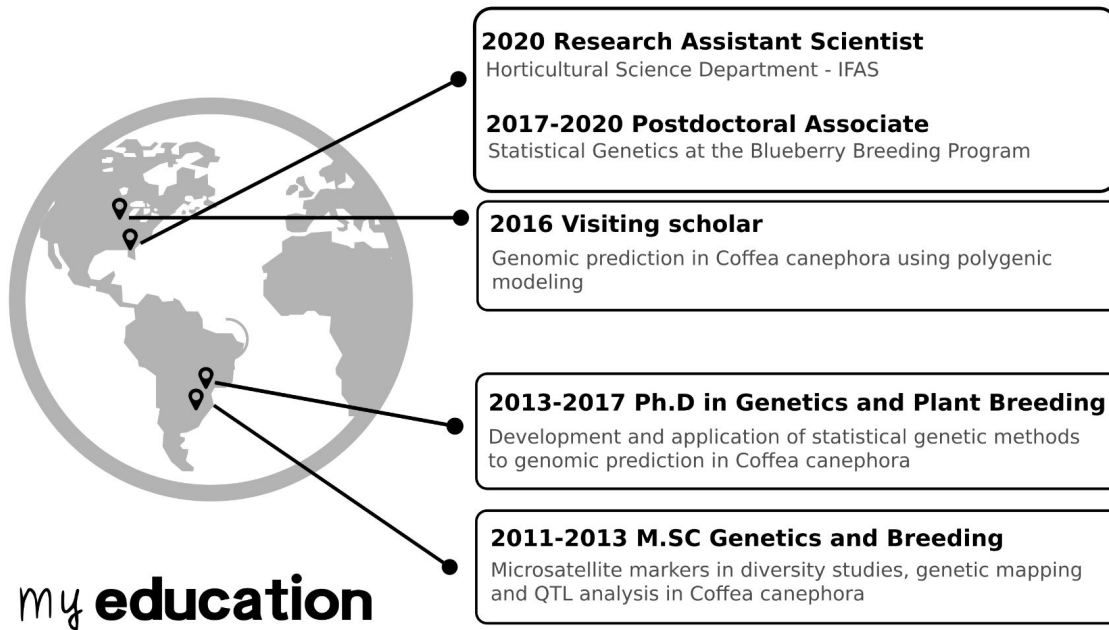 2020 Research Assistant Scientist
Horticultural Science Department - IFAS
2017-2020 Postdoctoral Associate
Statistical Genetics at the Blueberry Breeding Program
2016 Visiting scholar
Genomic prediction in Coffea canephora using polygenic
modeling
2013-2017 Ph.D in Genetics and Plant Breeding
Development and application of statistical genetic methods
to genomic prediction in Coffea canephora
2011-2013 M.SC Genetics and Breeding
Microsatellite markers in diversity studies, genetic mapping
and QTL analysis in Coffea canephora
my education